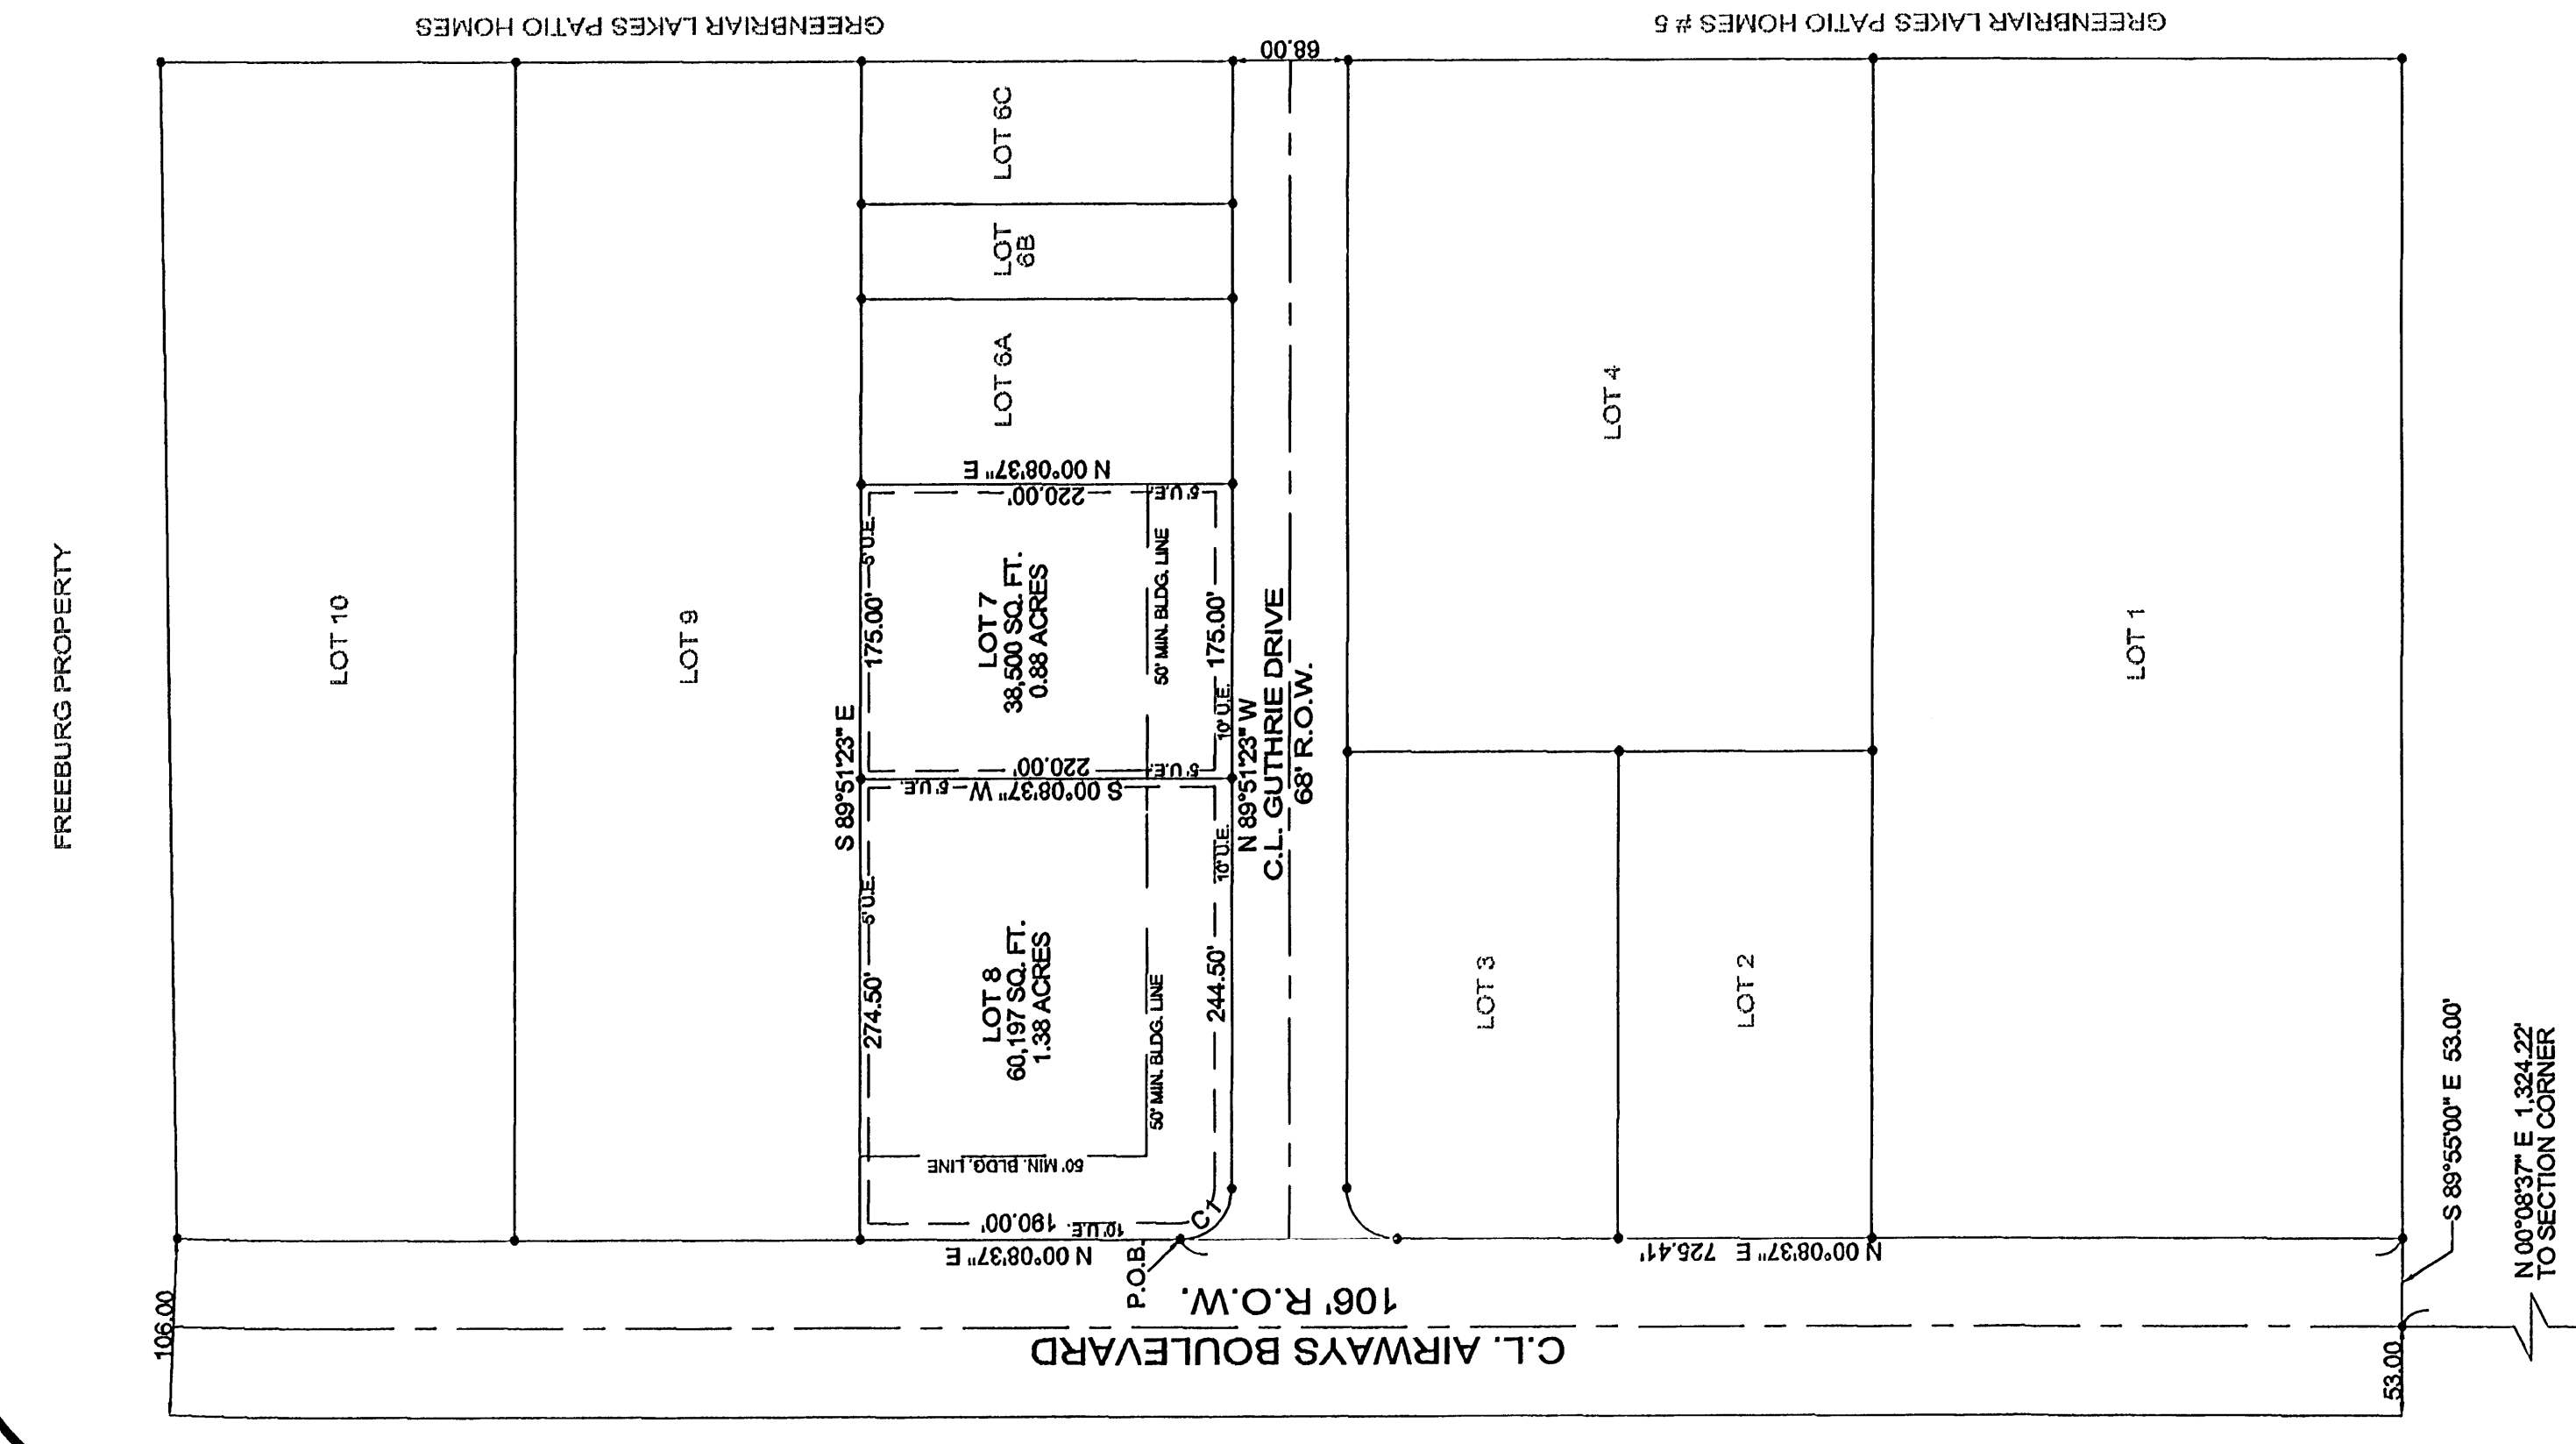 GREENBRIAR LAKES PATIO HOMES
GREENBRIAR LAKES PATIO HOMES # 5
68.00
FREEBURG PROPERTY
LOT 10
LOT 9
LOT 6C
LOT
6B
LOT 6A
N 00°08'37" E
220.00'
5' U.E.
5' U.E.
175.00'
LOT 7
38,500 SQ. FT.
0.88 ACRES
50' MIN. BLDG. LINE
175.00'
10' U.E.
S 89°51'23" E
220.00'
5' U.E.
S 00°08'37" W
5' U.E.
N 89°51'23" W
C.L. GUTHRIE DRIVE
68' R.O.W.
5' U.E.
274.50'
LOT 8
60,197 SQ. FT.
1.38 ACRES
50' MIN. BLDG. LINE
10' U.E.
244.50'
50' MIN. BLDG. LINE
190.00'
10' U.E.
C1
N 00°08'37" E
P.O.B.
LOT 4
LOT 3
LOT 2
LOT 1
N 00°08'37" E 725.41'
106' R.O.W.
C.L. AIRWAYS BOULEVARD
106.00
53.00
S 89°55'00" E 53.00'
N 00°08'37" E 1,324.22'
TO SECTION CORNER